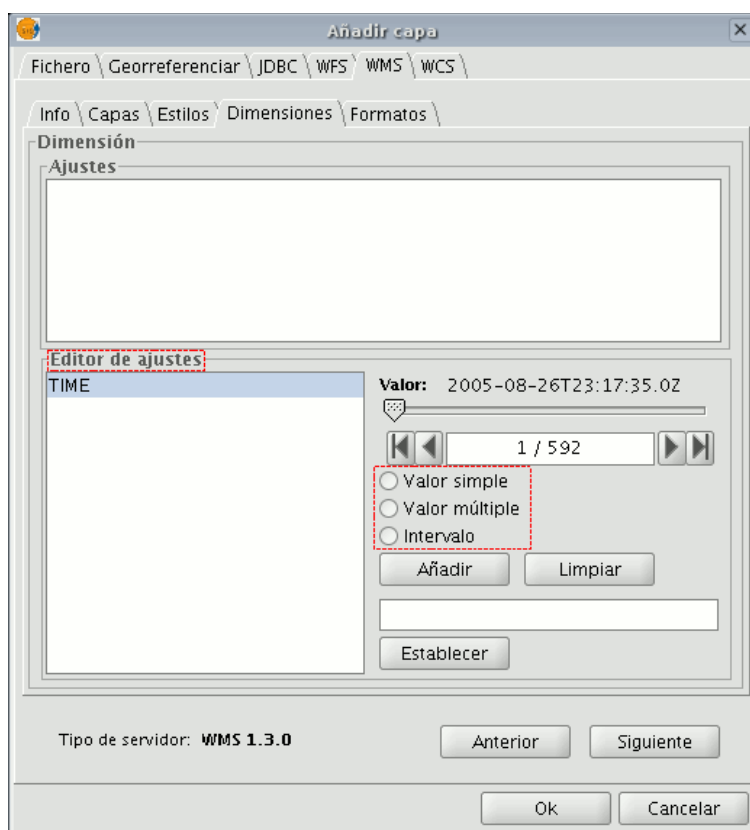 Añadir capa
Fichero Georreferenciar JDBC WFS WMS WCS
Info Capas Estilos Dimensiones Formatos
Dimensión
Ajustes
Editor de ajustes
TIME
Valor: 2005-08-26T23:17:35.0Z
1 / 592
Valor simple
Valor múltiple
Intervalo
Añadir Limpiar
Establecer
Tipo de servidor: WMS 1.3.0
Anterior Siguiente
Ok Cancelar